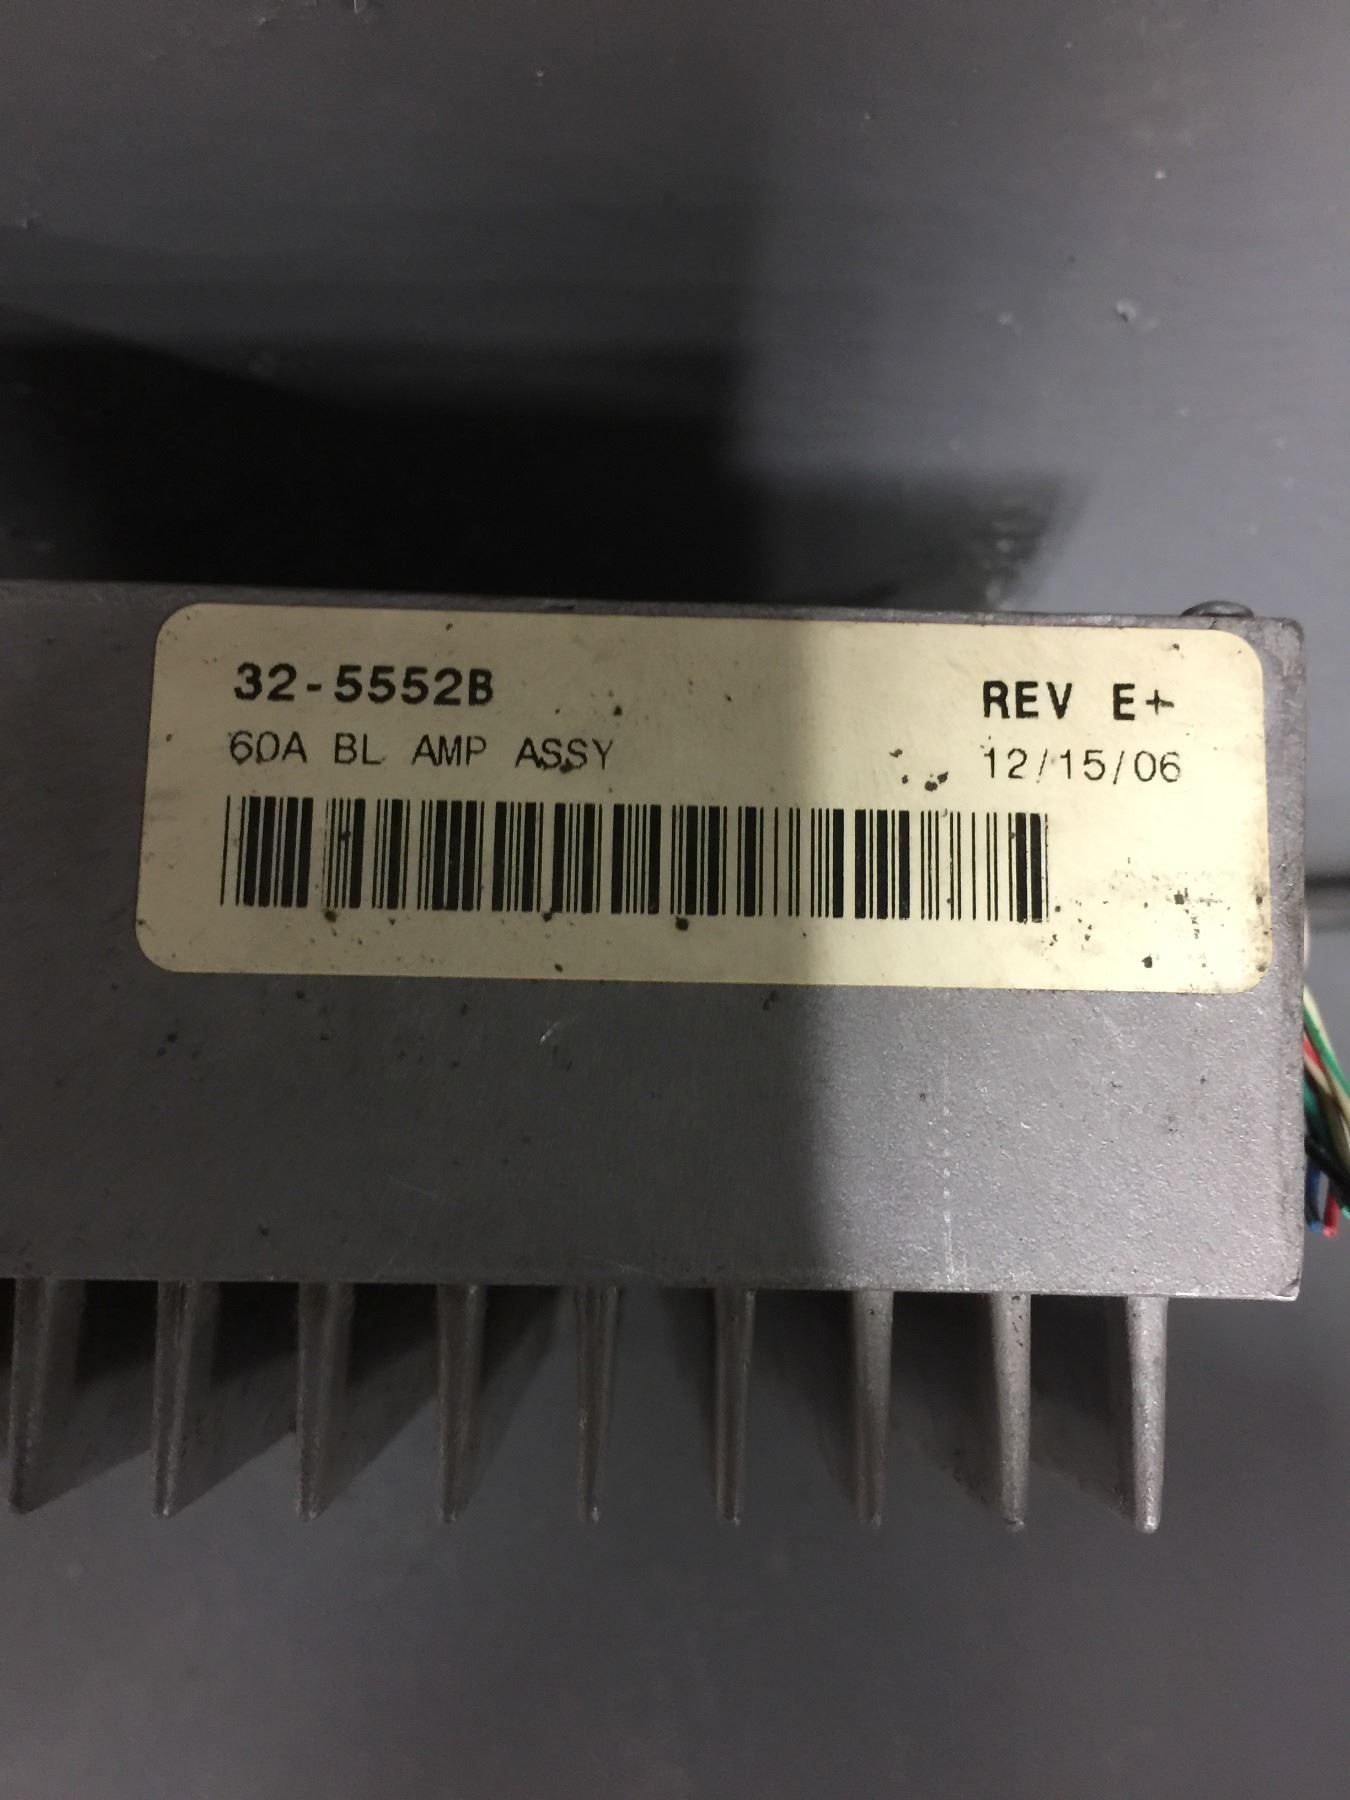 32-5552B REV E+
60A BL AMP ASSY 12/15/06